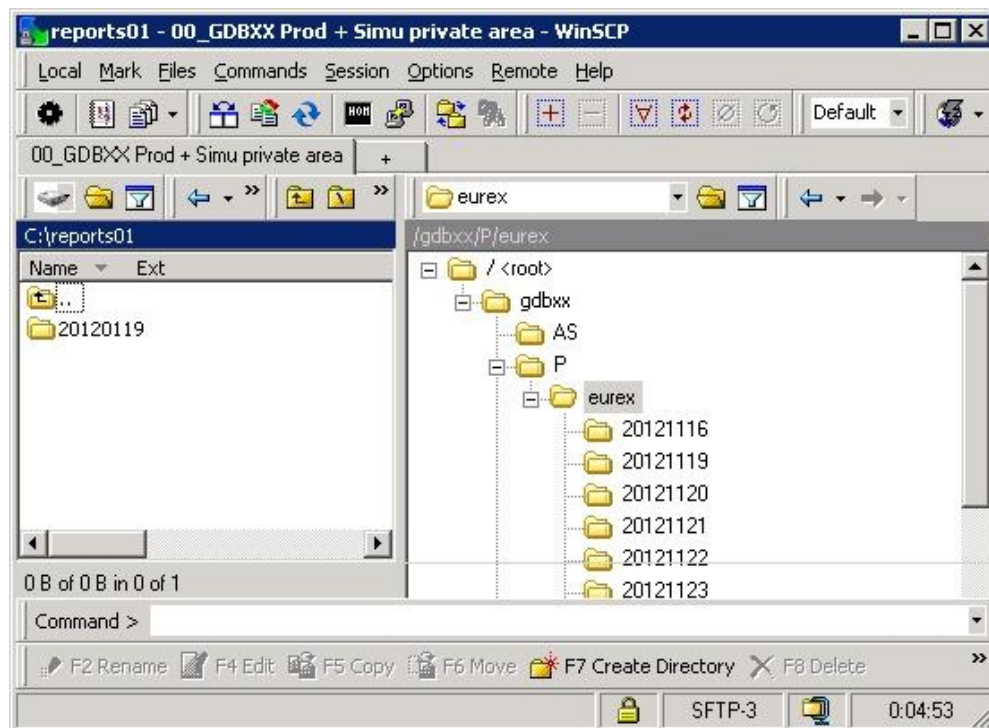 reports01 - 00_GDBXX Prod + Simu private area - WinSCP
Local Mark Files Commands Session Options Remote Help
Default
00_GDBXX Prod + Simu private area +
eurex
C:\reports01
/gdbxx/P/eurex
Name Ext
..
20120119
/ <root>
gdbxx
AS
P
eurex
20121116
20121119
20121120
20121121
20121122
20121123
0 B of 0 B in 0 of 1
Command >
F2 Rename F4 Edit F5 Copy F6 Move F7 Create Directory F8 Delete
SFTP-3 0:04:53